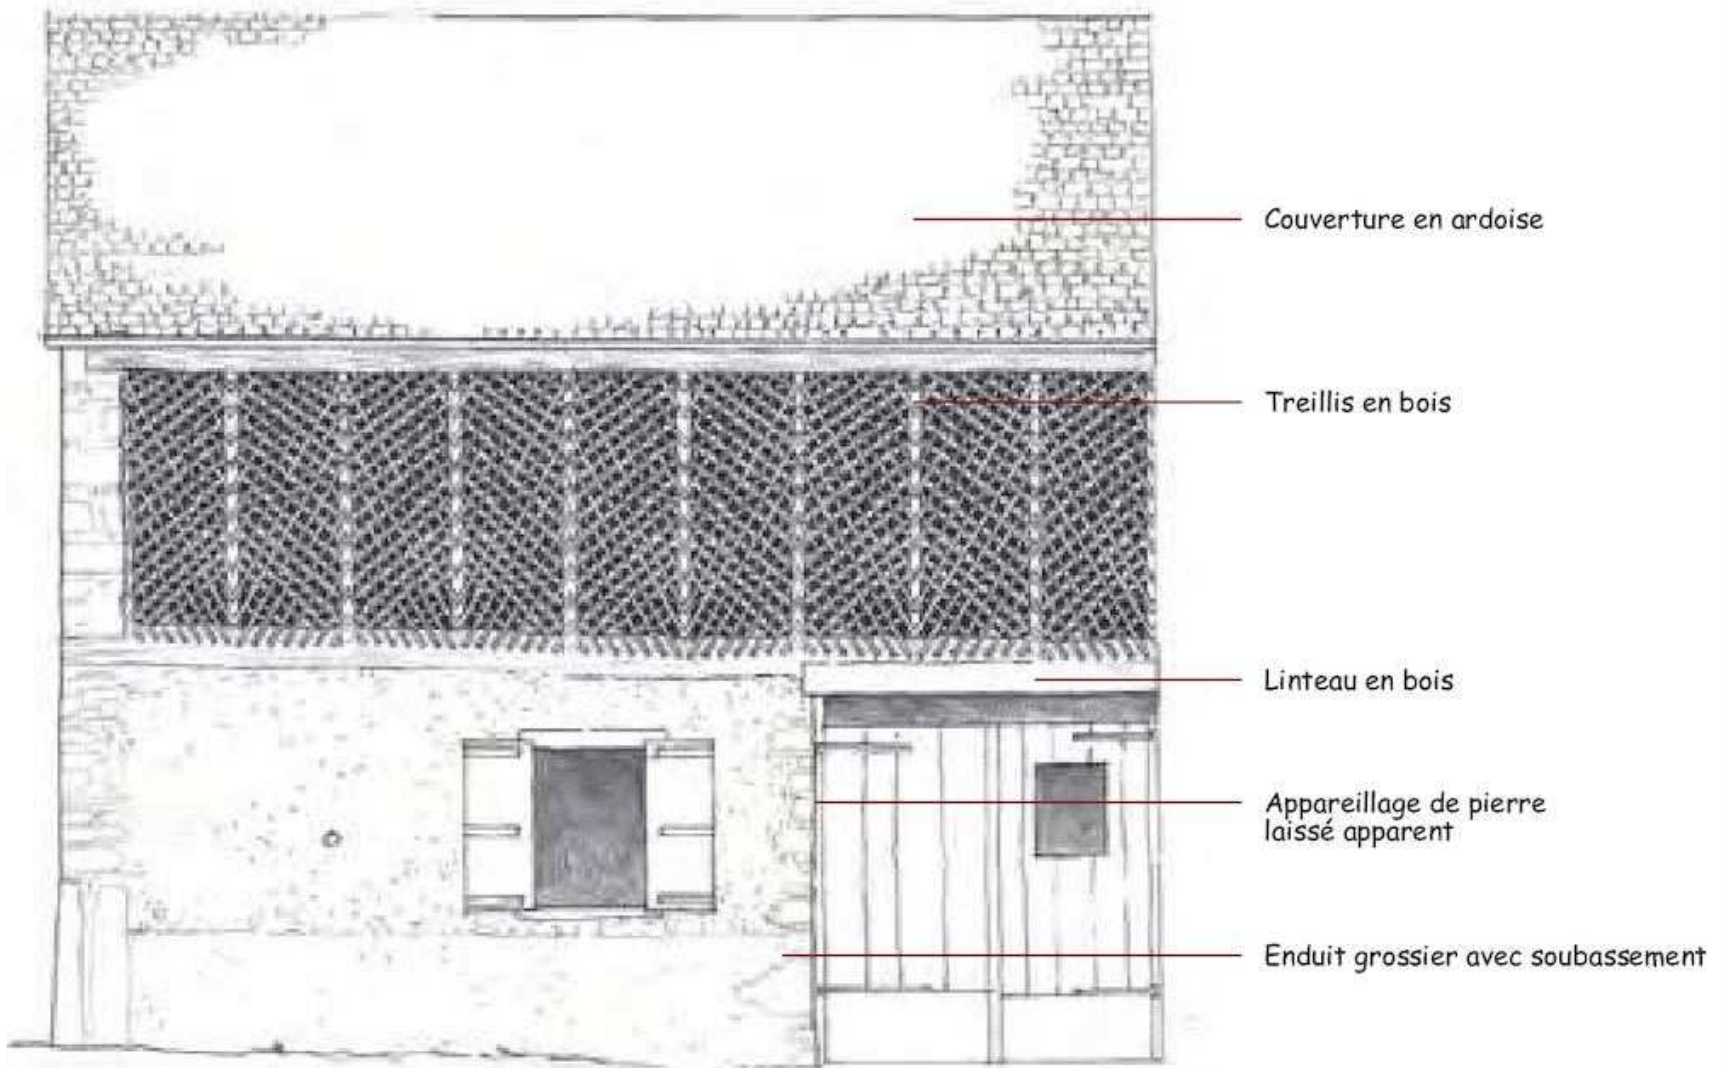 Couverture en ardoise
Treillis en bois
Linteau en bois
Appareillage de pierre
laissé apparent
Enduit grossier avec soubassement